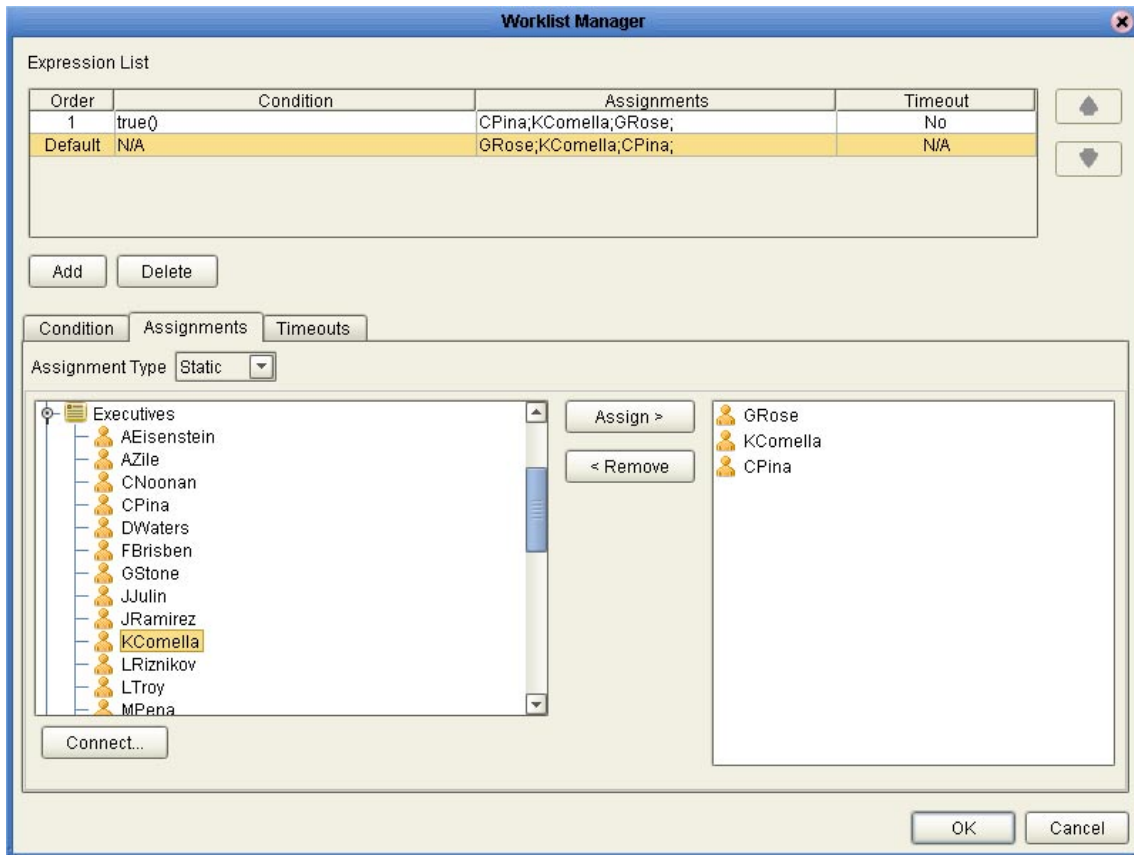 Worklist Manager
Expression List
Order Condition Assignments Timeout
1 true() CPina;KComella;GRose; No
Default N/A GRose;KComella;CPina; N/A
Add Delete
Condition Assignments Timeouts
Assignment Type Static
Executives
AEisenstein
AZile
CNoonan
CPina
DWaters
FBrisben
GStone
JJulin
JRamirez
KComella
LRiznikov
LTroy
MPena
Connect...
Assign >
< Remove
GRose
KComella
CPina
OK Cancel